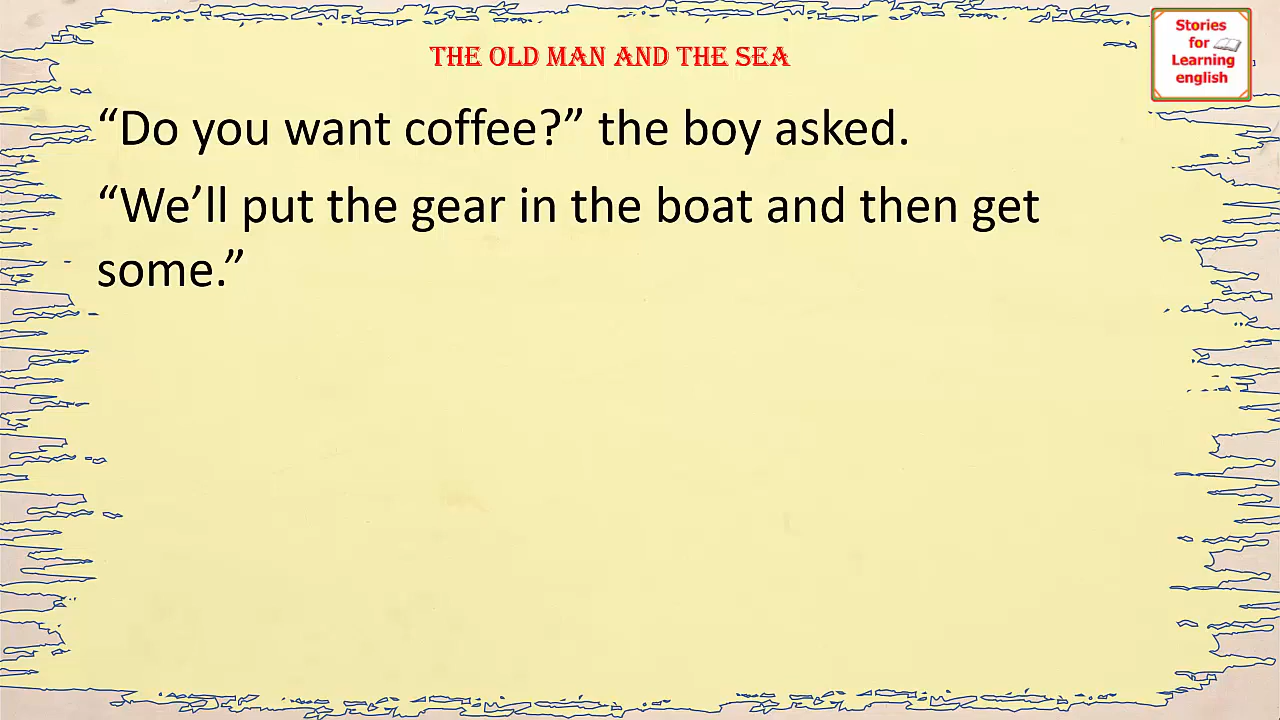 THE OLD MAN AND THE SEA
Stories
for
Learning
english
“Do you want coffee?” the boy asked.
“We’ll put the gear in the boat and then get
some.”